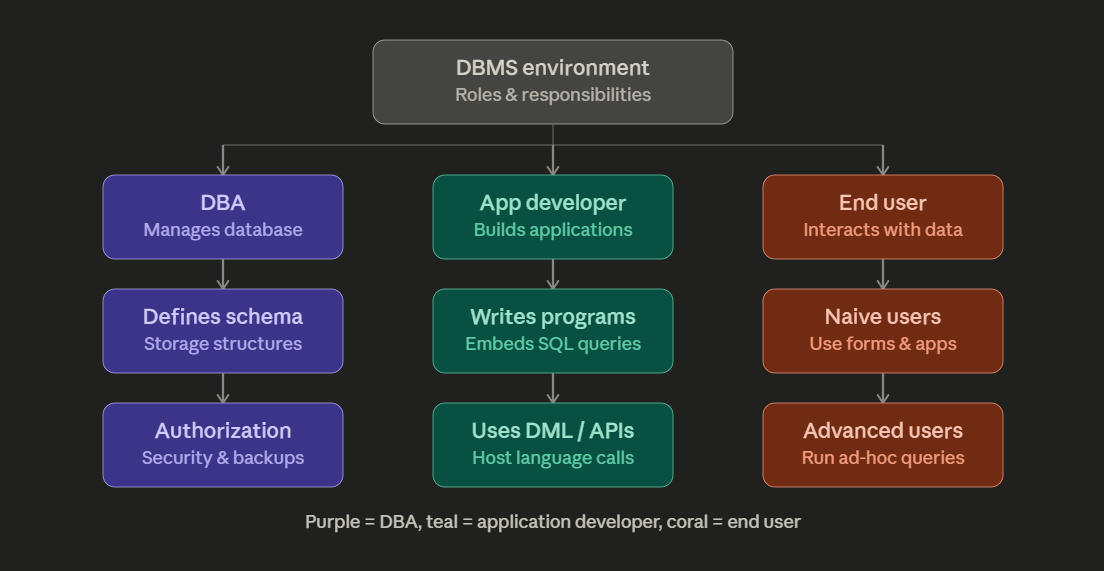 DBMS environment
Roles & responsibilities
DBA
Manages database
App developer
Builds applications
End user
Interacts with data
Defines schema
Storage structures
Writes programs
Embeds SQL queries
Naive users
Use forms & apps
Authorization
Security & backups
Uses DML / APIs
Host language calls
Advanced users
Run ad-hoc queries
Purple = DBA, teal = application developer, coral = end user